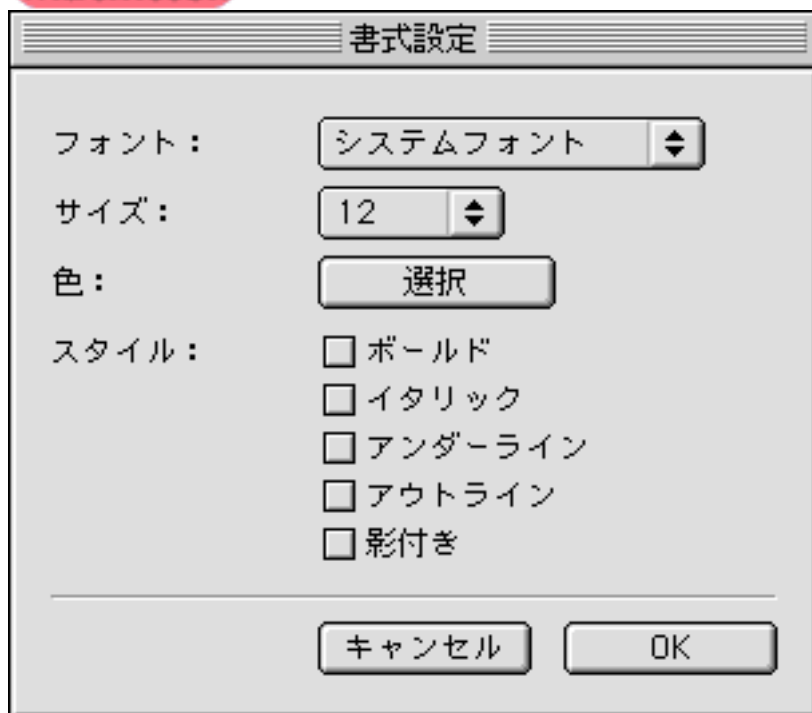 書式設定
フォント： システムフォント
サイズ： 12
色： 選択
スタイル： ボールド
イタリック
アンダーライン
アウトライン
影付き
キャンセル OK